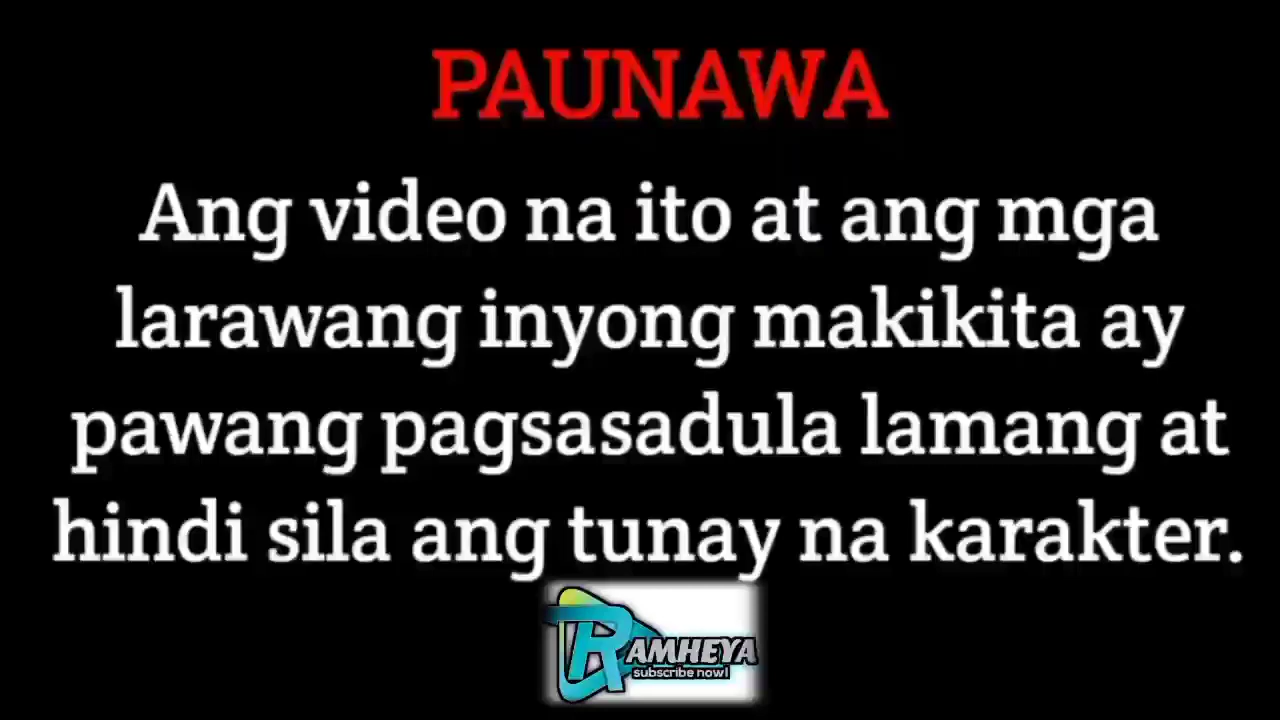 PAUNAWA
Ang video na ito at ang mga
larawang inyong makikita ay
pawang pagsasadula lamang at
hindi sila ang tunay na karakter.
RAMHEYA
subscribe now!